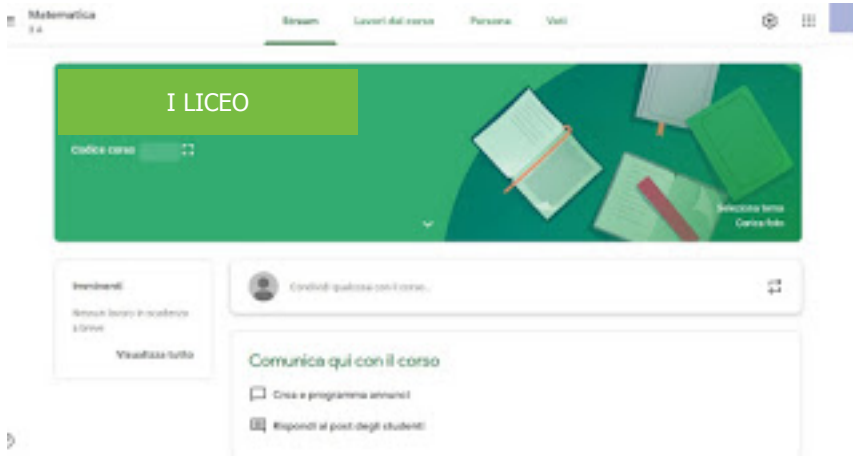 Matematica
3 A
Stream Lavori del corso Persone Voti
I LICEO
Codice corso
Seleziona tema
Carica foto
Imminenti
Nessun lavoro in scadenza
a breve
Visualizza tutto
Condividi qualcosa con il corso...
Comunica qui con il corso
Crea e programma annunci
Rispondi ai post degli studenti